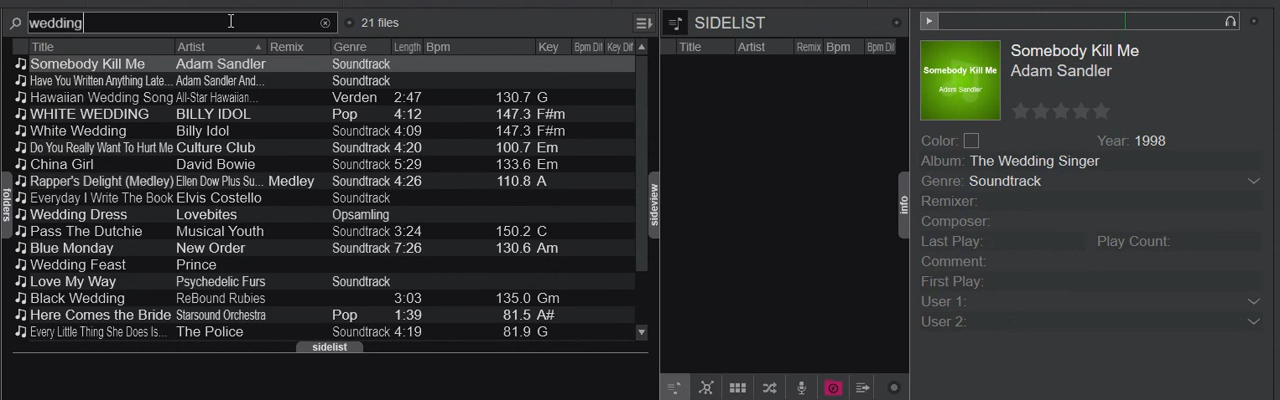 wedding 21 files
Title Artist Remix Genre Length Bpm Key Bpm Dif Key Dif
Somebody Kill Me Adam Sandler Soundtrack
Have You Written Anything Late... Adam Sandler And... Soundtrack
Hawaiian Wedding Song All-Star Hawaiian... Verden 2:47 130.7 G
WHITE WEDDING BILLY IDOL Pop 4:12 147.3 F#m
White Wedding Billy Idol Soundtrack 4:09 147.3 F#m
Do You Really Want To Hurt Me Culture Club Soundtrack 4:20 100.7 Em
China Girl David Bowie Soundtrack 5:29 133.6 Em
Rapper's Delight (Medley) Ellen Dow Plus Su... Medley Soundtrack 4:26 110.8 A
Everyday I Write The Book Elvis Costello Soundtrack
Wedding Dress Lovebites Opsamling
Pass The Dutchie Musical Youth Soundtrack 3:24 150.2 C
Blue Monday New Order Soundtrack 7:26 130.6 Am
Wedding Feast Prince
Love My Way Psychedelic Furs Soundtrack
Black Wedding ReBound Rubies 3:03 135.0 Gm
Here Comes the Bride Starsound Orchestra Pop 1:39 81.5 A#
Every Little Thing She Does Is... The Police Soundtrack 4:19 81.9 G
sidelist
folders
sideview
SIDELIST
Title Artist Remix Bpm Bpm Dif
info
Somebody Kill Me
Adam Sandler
Somebody Kill Me
Adam Sandler
Color: Year: 1998
Album: The Wedding Singer
Genre: Soundtrack
Remixer:
Composer:
Last Play: Play Count:
Comment:
First Play:
User 1:
User 2: